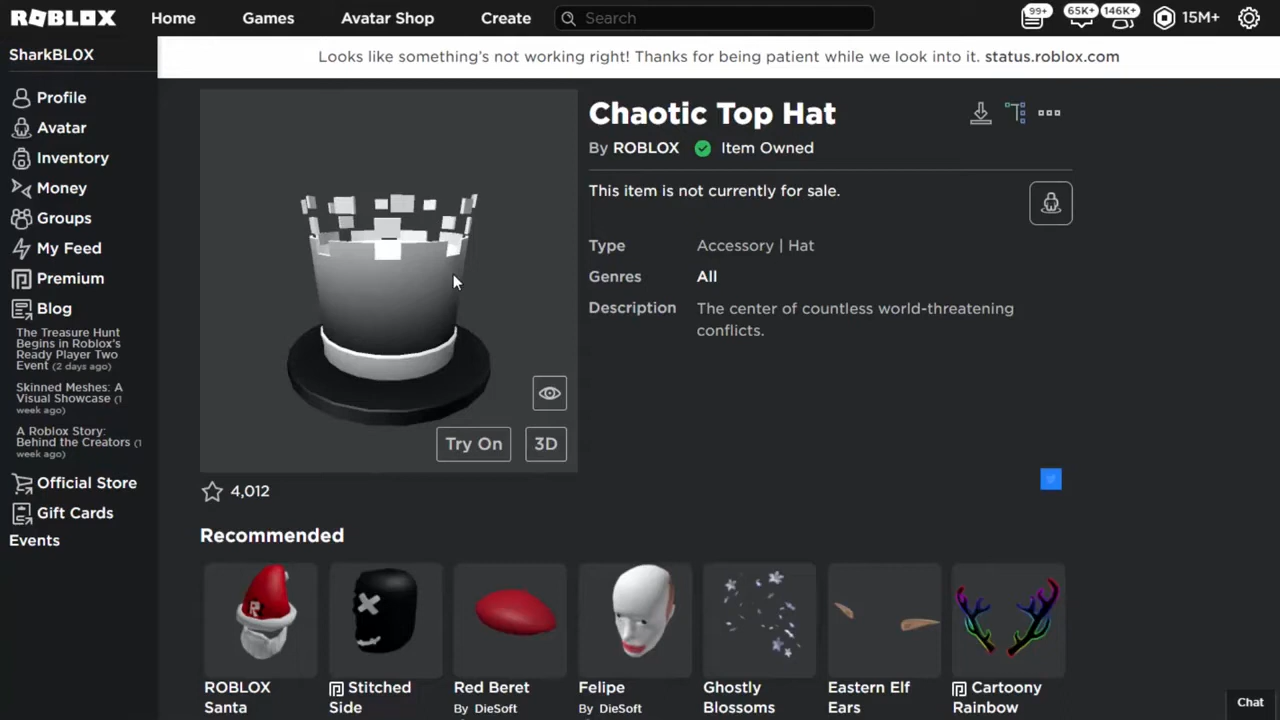 ROBLOX Home Games Avatar Shop Create Search 99+ 65K+ 146K+ 15M+
SharkBLOX
Looks like something's not working right! Thanks for being patient while we look into it. status.roblox.com
Profile
Avatar
Inventory
Money
Groups
My Feed
Premium
Blog
The Treasure Hunt
Begins in Roblox's
Ready Player Two
Event (2 days ago)
Skinned Meshes: A
Visual Showcase (1
week ago)
A Roblox Story:
Behind the Creators (1
week ago)
Official Store
Gift Cards
Events
Chaotic Top Hat
By ROBLOX Item Owned
This item is not currently for sale.
Type Accessory | Hat
Genres All
Description The center of countless world-threatening
conflicts.
Try On 3D
4,012
Recommended
R
ROBLOX
Santa
Stitched
Side
Red Beret
By DieSoft
Felipe
By DieSoft
Ghostly
Blossoms
Eastern Elf
Ears
Cartoony
Rainbow
Chat